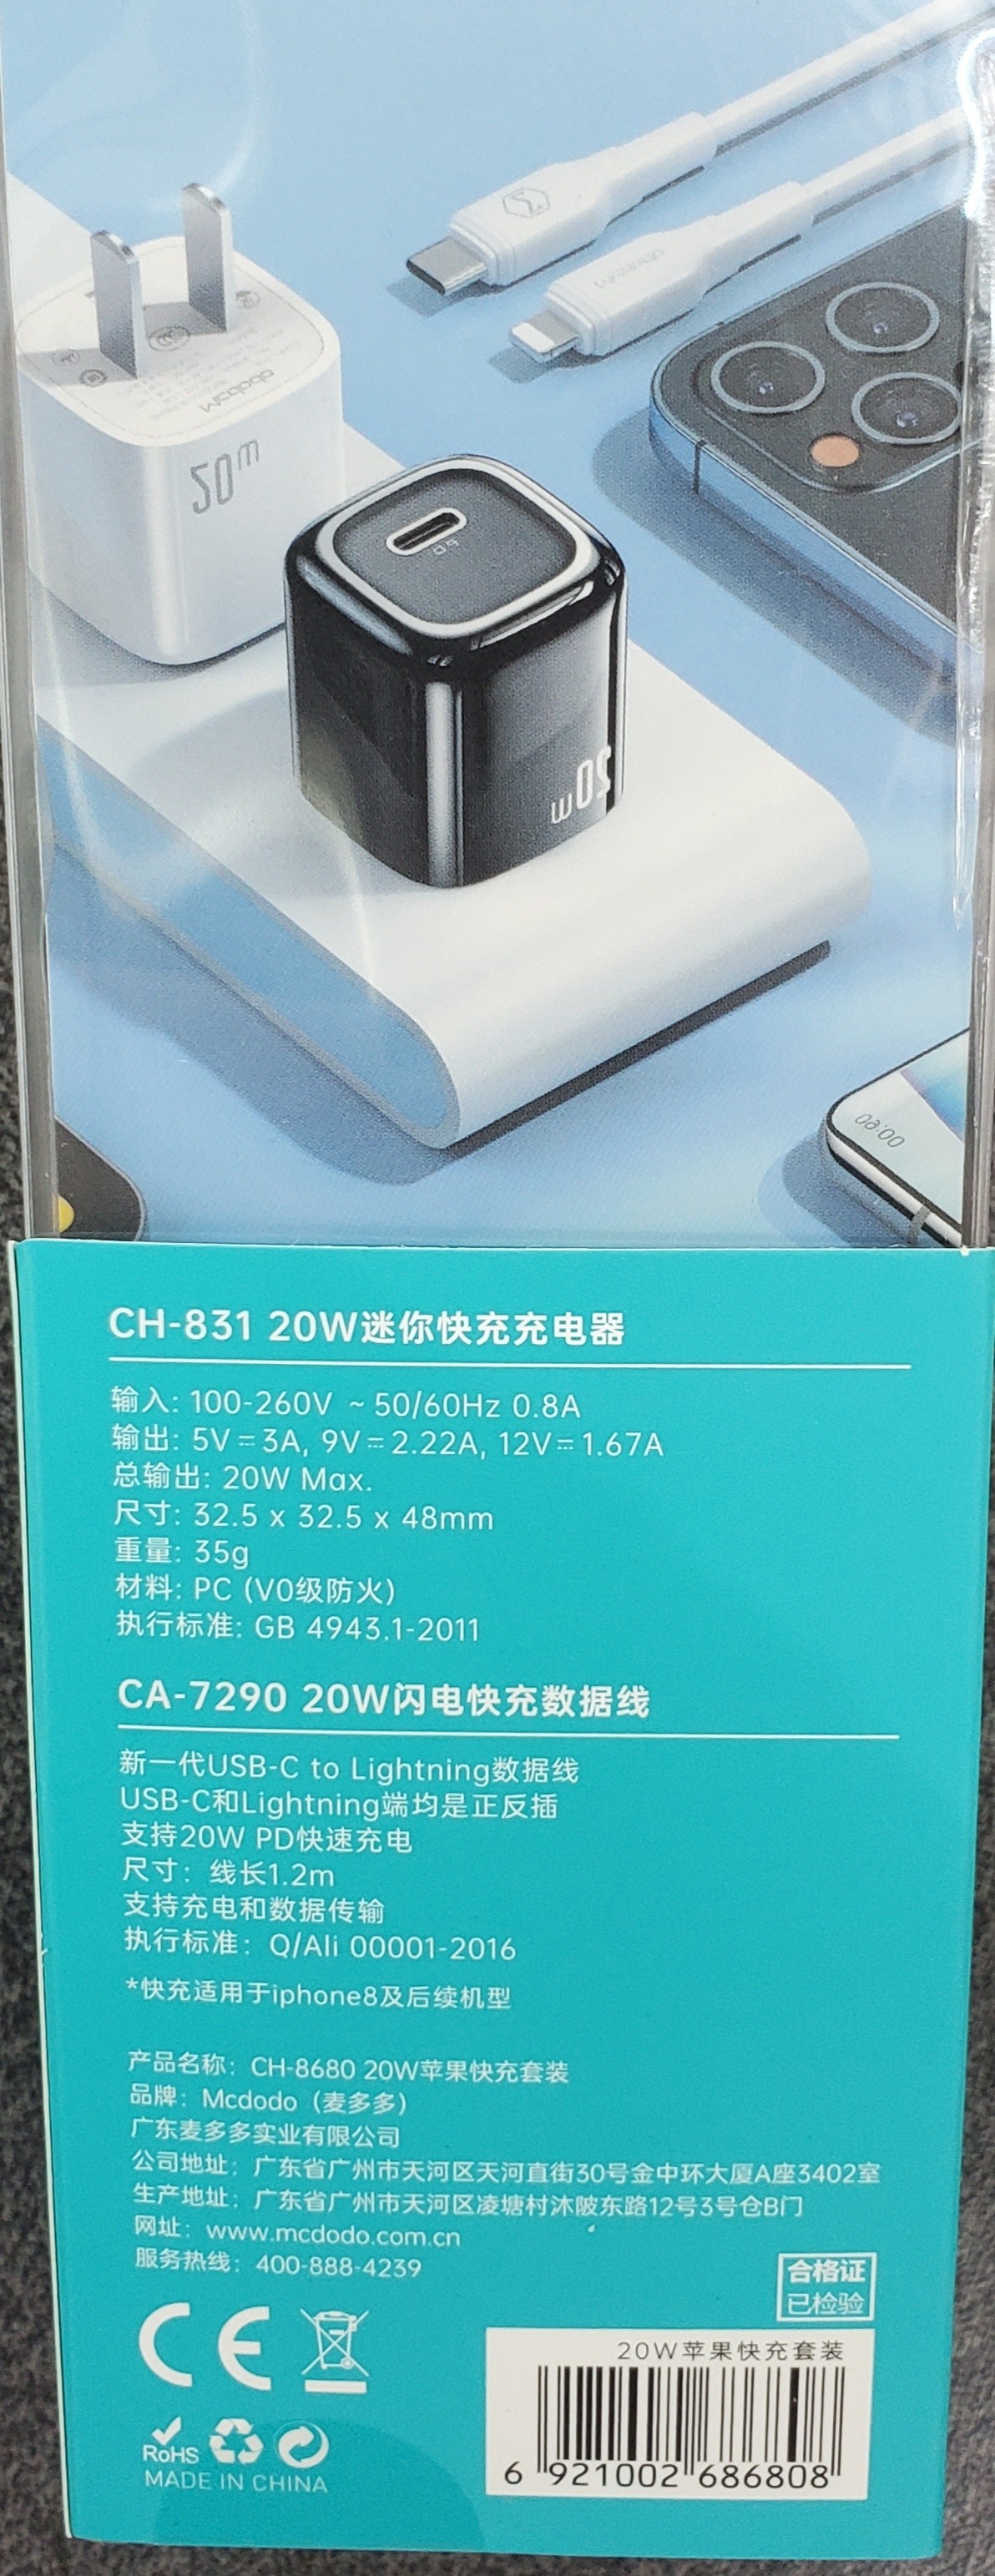 Mcdodo
20W
PD
20W
09:00
CH-831 20W迷你快充充电器
输入: 100-260V ~ 50/60Hz 0.8A
输出: 5V⎓3A, 9V⎓2.22A, 12V⎓1.67A
总输出: 20W Max.
尺寸: 32.5 x 32.5 x 48mm
重量: 35g
材料: PC (V0级防火)
执行标准: GB 4943.1-2011
CA-7290 20W闪电快充数据线
新一代USB-C to Lightning数据线
USB-C和Lightning端均是正反插
支持20W PD快速充电
尺寸：线长1.2m
支持充电和数据传输
执行标准：Q/Ali 00001-2016
*快充适用于iphone8及后续机型
产品名称：CH-8680 20W苹果快充套装
品牌：Mcdodo（麦多多）
广东麦多多实业有限公司
公司地址：广东省广州市天河区天河直街30号金中环大厦A座3402室
生产地址：广东省广州市天河区凌塘村沐陂东路12号3号仓B门
网址：www.mcdodo.com.cn
服务热线：400-888-4239
合格证
已检验
CE
RoHS
MADE IN CHINA
20W苹果快充套装
6 921002 686808